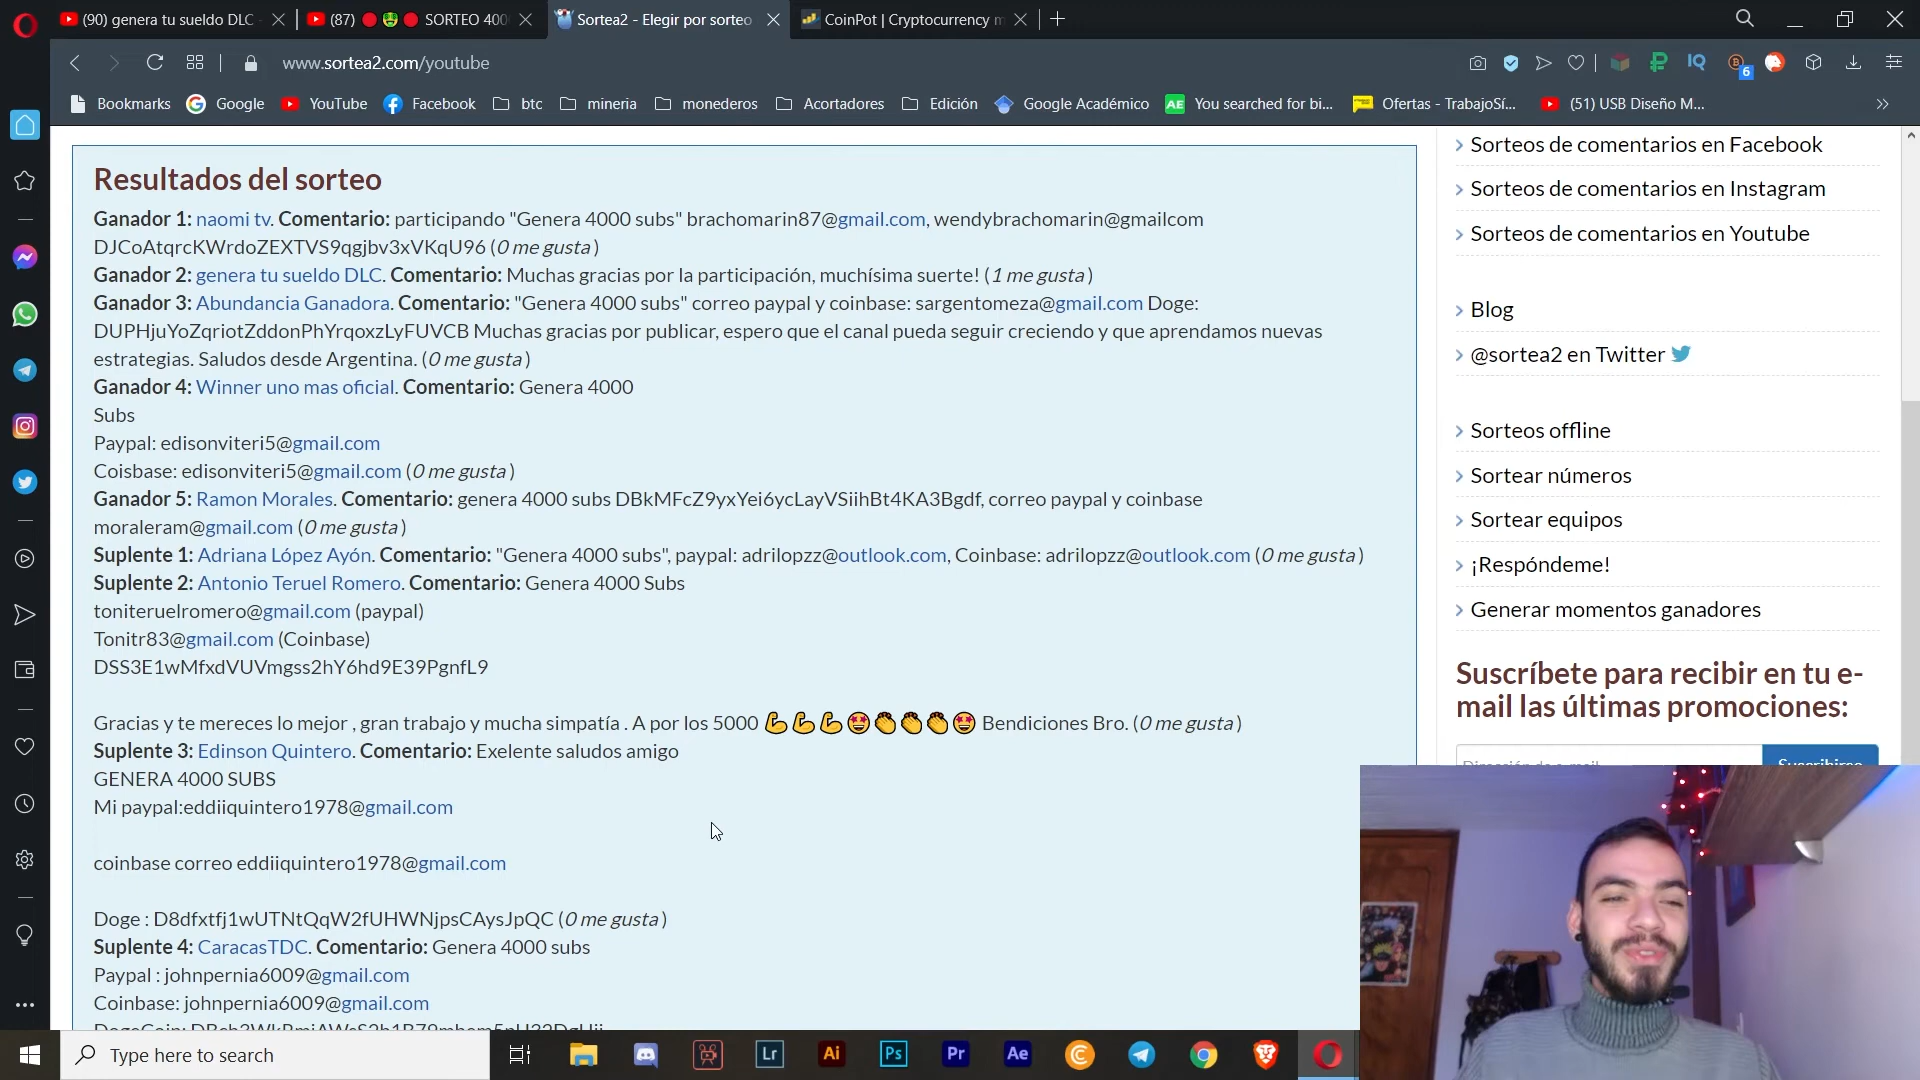 (90) genera tu sueldo DLC
(87) SORTEO 400
Sortea2 - Elegir por sorteo
CoinPot | Cryptocurrency m
www.sortea2.com/youtube
6
Bookmarks
Google
YouTube
Facebook
btc
mineria
monederos
Acortadores
Edición
Google Académico
You searched for bi...
Ofertas - TrabajoSí...
(51) USB Diseño M...
Resultados del sorteo
Ganador 1: naomi tv. Comentario: participando "Genera 4000 subs" brachomarin87@gmail.com, wendybrachomarin@gmailcom
DJCoAtqrcKWrdoZEXTVS9qgjbv3xVKqU96 (0 me gusta)
Ganador 2: genera tu sueldo DLC. Comentario: Muchas gracias por la participación, muchísima suerte! (1 me gusta)
Ganador 3: Abundancia Ganadora. Comentario: "Genera 4000 subs" correo paypal y coinbase: sargentomeza@gmail.com Doge:
DUPHjuYoZqriotZddonPhYrqoxzLyFUVCB Muchas gracias por publicar, espero que el canal pueda seguir creciendo y que aprendamos nuevas
estrategias. Saludos desde Argentina. (0 me gusta)
Ganador 4: Winner uno mas oficial. Comentario: Genera 4000
Subs
Paypal: edisonviteri5@gmail.com
Coisbase: edisonviteri5@gmail.com (0 me gusta)
Ganador 5: Ramon Morales. Comentario: genera 4000 subs DBkMFcZ9yxYei6ycLayVSiihBt4KA3Bgdf, correo paypal y coinbase
moraleram@gmail.com (0 me gusta)
Suplente 1: Adriana López Ayón. Comentario: "Genera 4000 subs", paypal: adrilopzz@outlook.com, Coinbase: adrilopzz@outlook.com (0 me gusta)
Suplente 2: Antonio Teruel Romero. Comentario: Genera 4000 Subs
toniteruelromero@gmail.com (paypal)
Tonitr83@gmail.com (Coinbase)
DSS3E1wMfxdVUVmgss2hY6hd9E39PgnfL9
Gracias y te mereces lo mejor , gran trabajo y mucha simpatía . A por los 5000 💪💪💪🤩👏👏👏🤩 Bendiciones Bro. (0 me gusta)
Suplente 3: Edinson Quintero. Comentario: Exelente saludos amigo
GENERA 4000 SUBS
Mi paypal:eddiiquintero1978@gmail.com
coinbase correo eddiiquintero1978@gmail.com
Doge : D8dfxtfj1wUTNtQqW2fUHWNjpsCAysJpQC (0 me gusta)
Suplente 4: CaracasTDC. Comentario: Genera 4000 subs
Paypal : johnpernia6009@gmail.com
Coinbase: johnpernia6009@gmail.com
Sorteos de comentarios en Facebook
Sorteos de comentarios en Instagram
Sorteos de comentarios en Youtube
Blog
@sortea2 en Twitter
Sorteos offline
Sortear números
Sortear equipos
¡Respóndeme!
Generar momentos ganadores
Suscríbete para recibir en tu e-
mail las últimas promociones:
Dirección de e-mail
Suscribirse
Type here to search
Lr
Ai
Ps
Pr
Ae